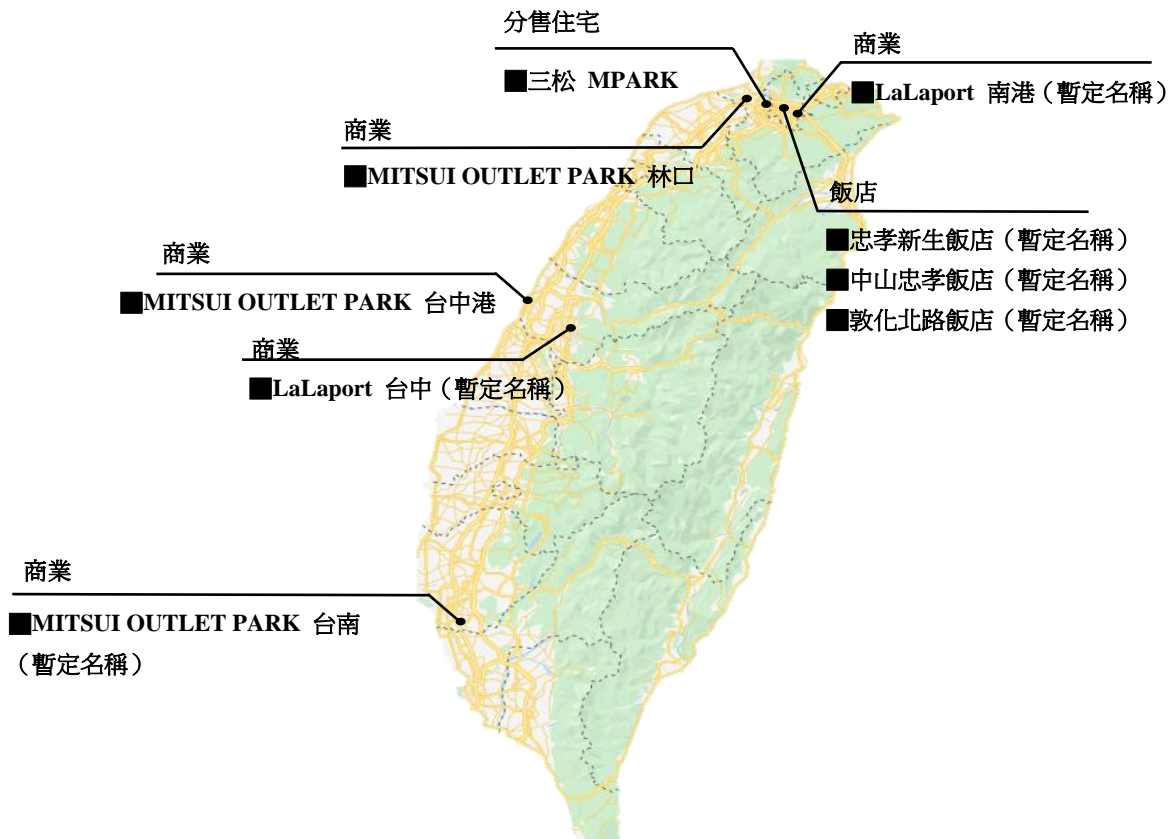 分售住宅
■三松 MPARK
商業
■LaLaport 南港（暫定名稱）
商業
■MITSUI OUTLET PARK 林口
飯店
■忠孝新生飯店（暫定名稱）
■中山忠孝飯店（暫定名稱）
■敦化北路飯店（暫定名稱）
商業
■MITSUI OUTLET PARK 台中港
商業
■LaLaport 台中（暫定名稱）
商業
■MITSUI OUTLET PARK 台南
（暫定名稱）